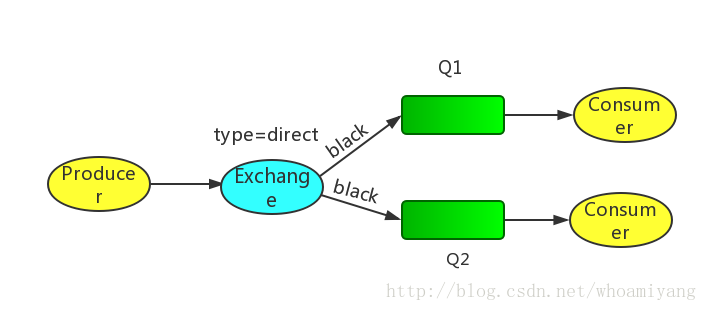 Q1
type=direct
black
Consum
er
Produce
r
Exchang
e
black
Consum
er
Q2
http://blog.csdn.net/whoamiyang